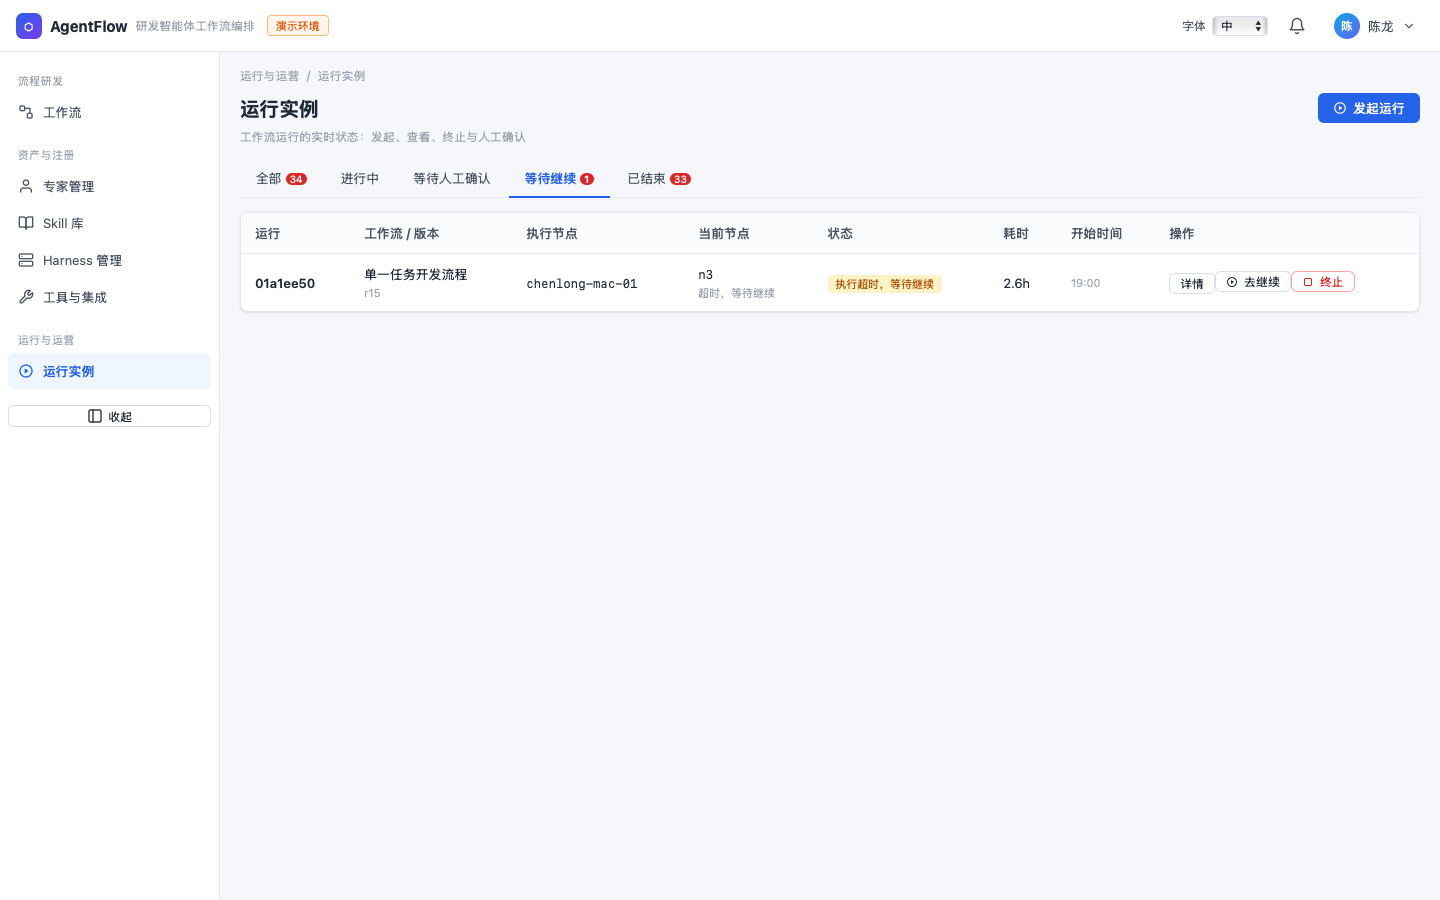 AgentFlow 研发智能体工作流编排 演示环境
字体 中 陈 陈龙
流程研发
工作流
资产与注册
专家管理
Skill 库
Harness 管理
工具与集成
运行与运营
运行实例
收起
运行与运营 / 运行实例
运行实例
发起运行
工作流运行的实时状态：发起、查看、终止与人工确认
全部 34 进行中 等待人工确认 等待继续 1 已结束 33
运行 工作流 / 版本 执行节点 当前节点 状态 耗时 开始时间 操作
01a1ee50 单一任务开发流程 chenlong-mac-01 n3 执行超时，等待继续 2.6h 19:00 详情 去继续 终止
r15 超时，等待继续